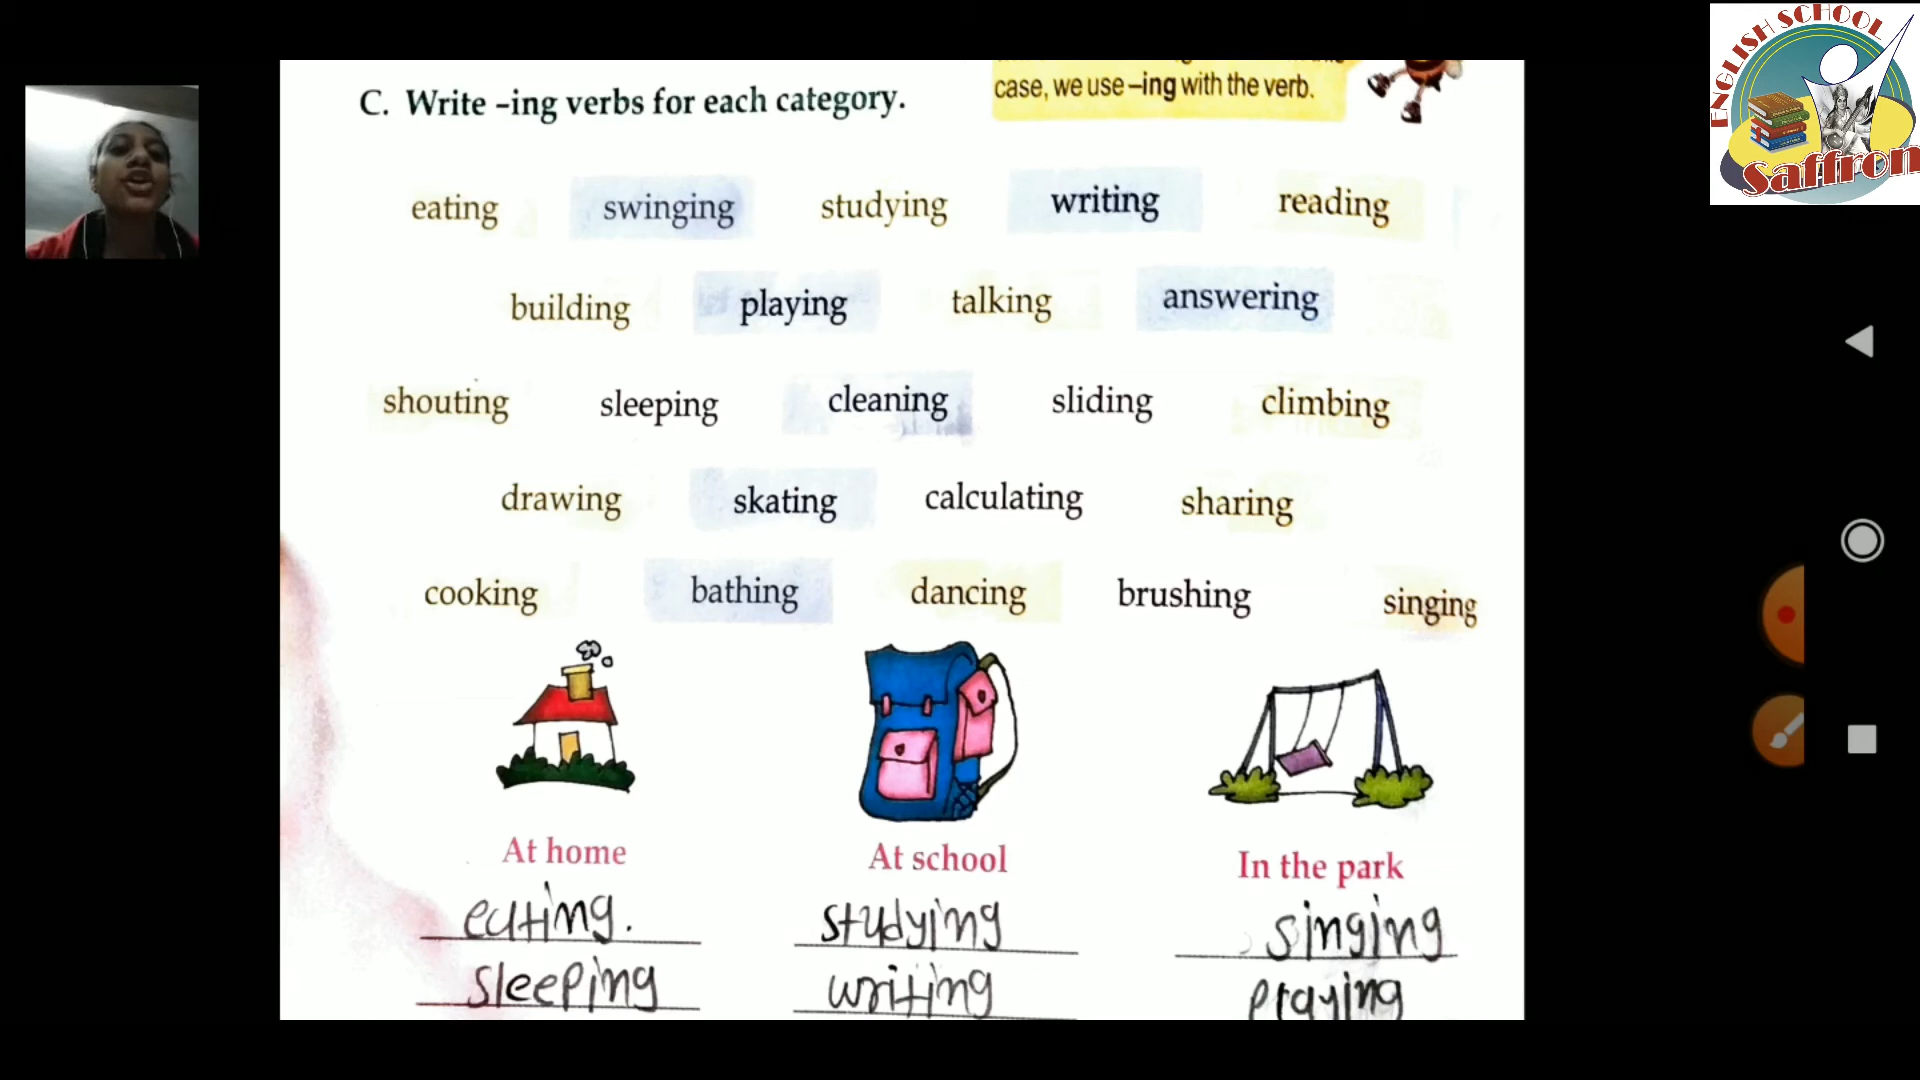 ENGLISH SCHOOL
Saffron
case, we use –ing with the verb.
C. Write –ing verbs for each category.
eating swinging studying writing reading
building playing talking answering
shouting sleeping cleaning sliding climbing
drawing skating calculating sharing
cooking bathing dancing brushing singing
At home At school In the park
eating. studying singing
sleeping writing playing